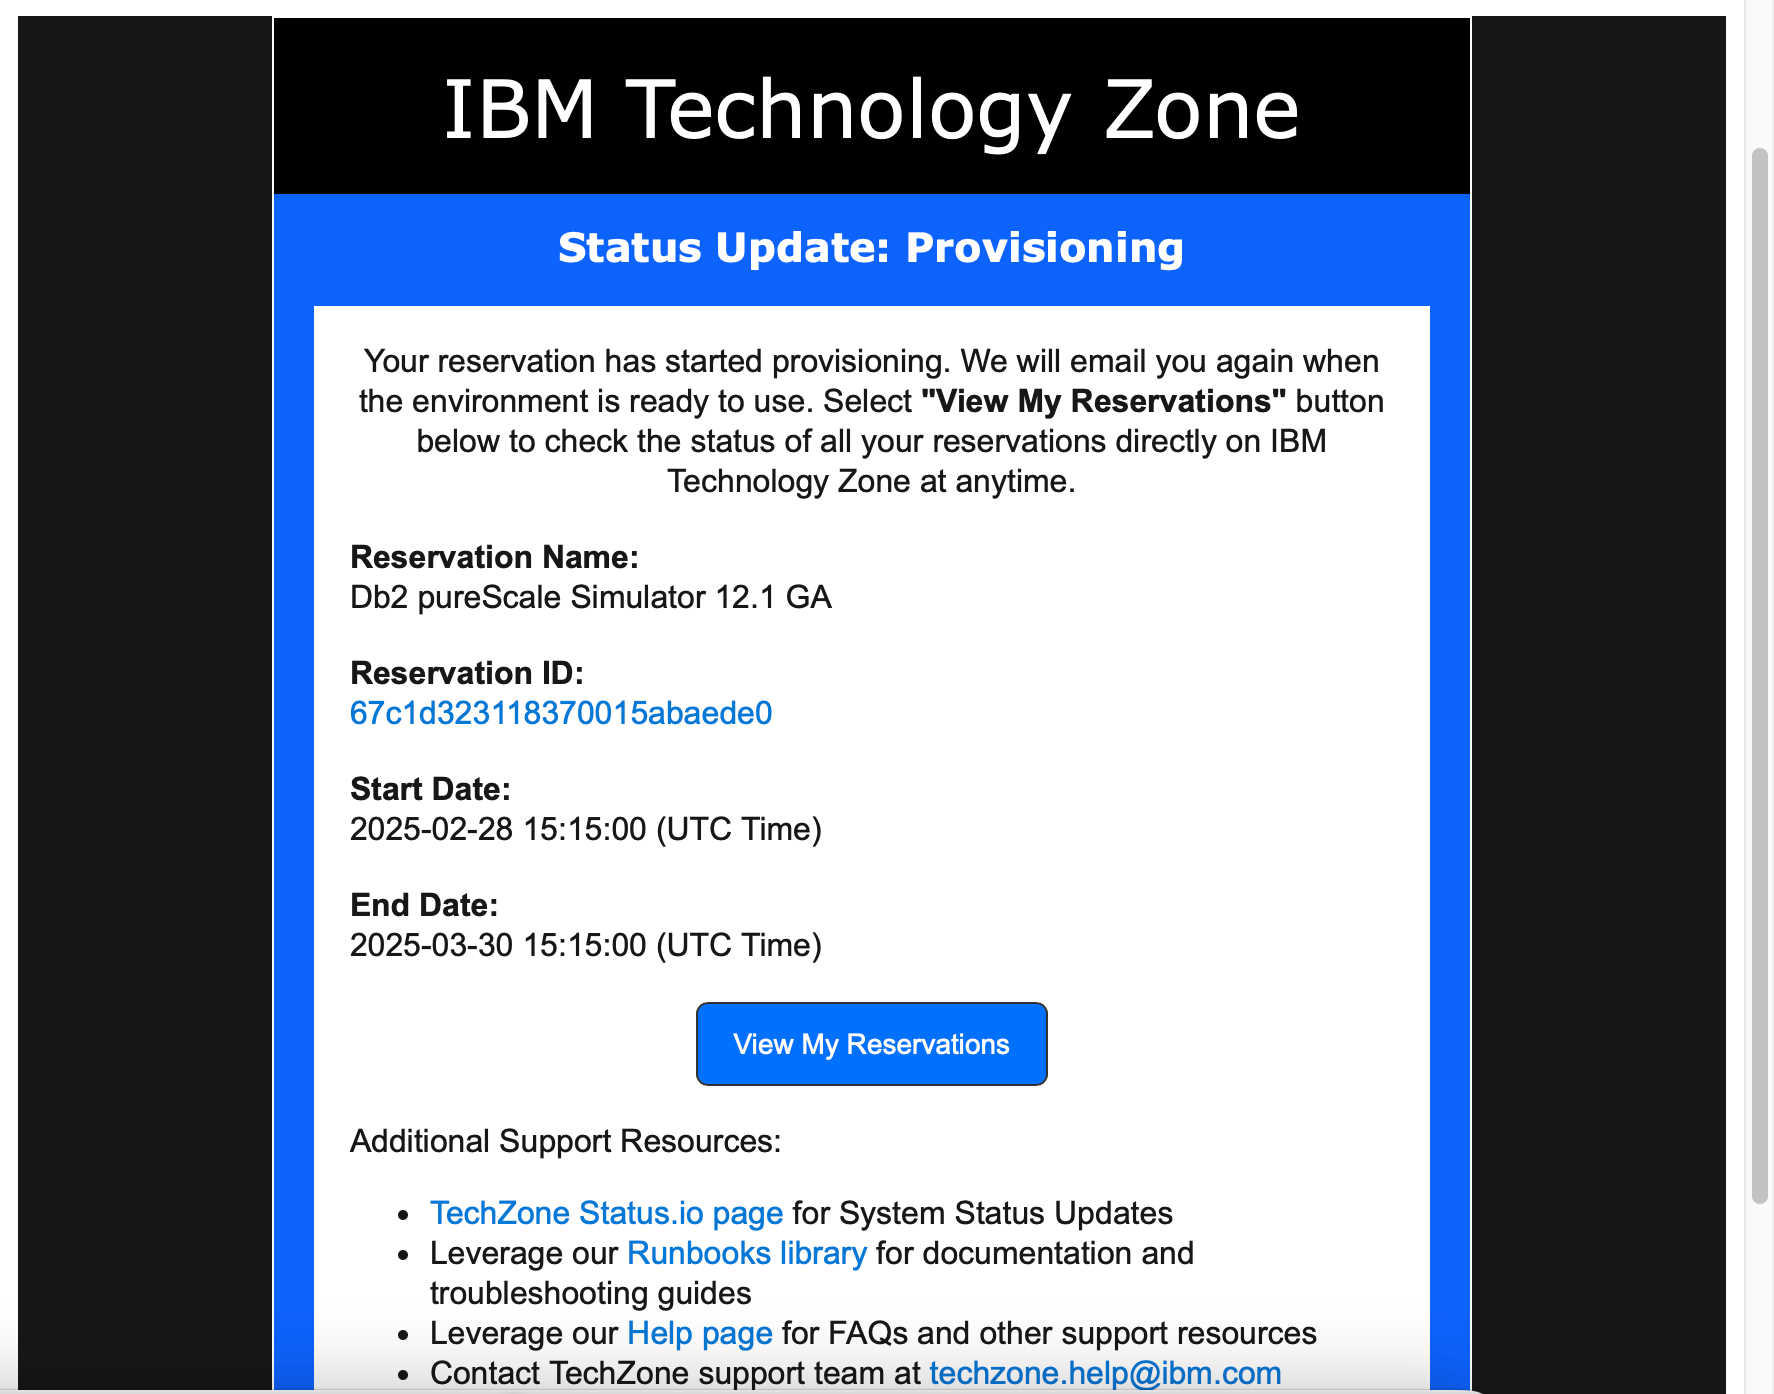 IBM Technology Zone
Status Update: Provisioning
Your reservation has started provisioning. We will email you again when
the environment is ready to use. Select "View My Reservations" button
below to check the status of all your reservations directly on IBM
Technology Zone at anytime.
Reservation Name:
Db2 pureScale Simulator 12.1 GA
Reservation ID:
67c1d323118370015abaede0
Start Date:
2025-02-28 15:15:00 (UTC Time)
End Date:
2025-03-30 15:15:00 (UTC Time)
View My Reservations
Additional Support Resources:
• TechZone Status.io page for System Status Updates
• Leverage our Runbooks library for documentation and
troubleshooting guides
• Leverage our Help page for FAQs and other support resources
• Contact TechZone support team at techzone.help@ibm.com